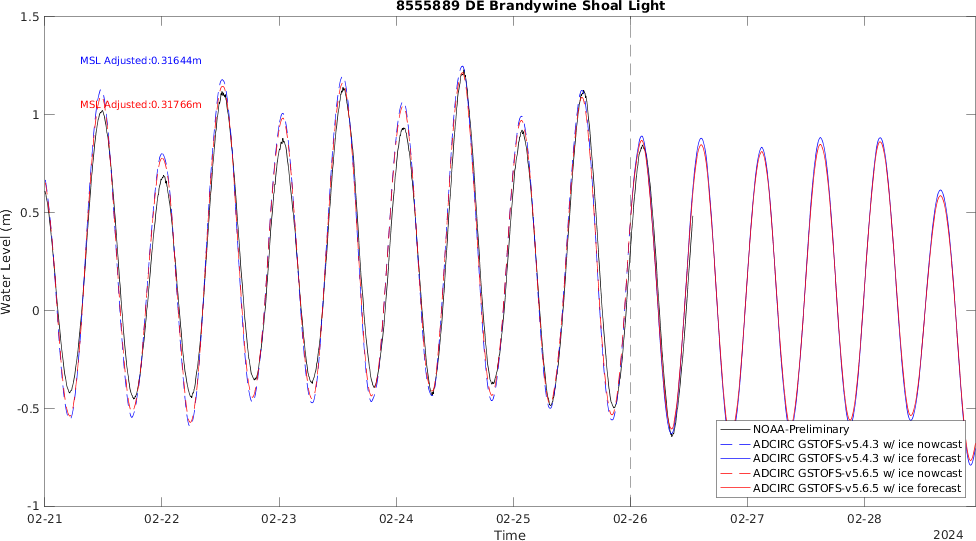 8555889 DE Brandywine Shoal Light
MSL Adjusted:0.31644m
MSL Adjusted:0.31766m
Water Level (m)
1.5
1
0.5
0
-0.5
-1
NOAA-Preliminary
ADCIRC GSTOFS-v5.4.3 w/ ice nowcast
ADCIRC GSTOFS-v5.4.3 w/ ice forecast
ADCIRC GSTOFS-v5.6.5 w/ ice nowcast
ADCIRC GSTOFS-v5.6.5 w/ ice forecast
02-21 02-22 02-23 02-24 02-25 02-26 02-27 02-28
Time
2024